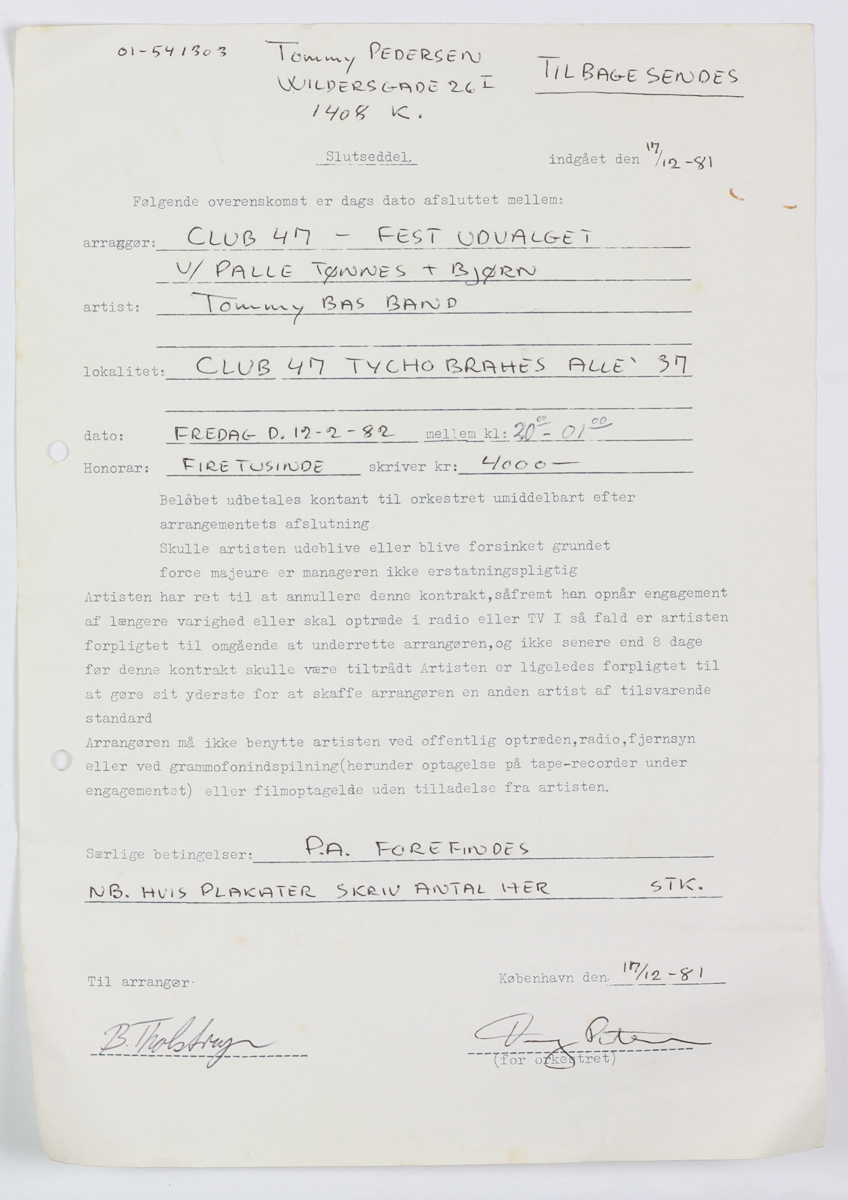 01-541303
Tommy PEDERSEN
WILDERSGADE 26 I
1408 K.
TILBAGESENDES
Slutseddel. indgået den 17/12-81
Følgende overenskomst er dags dato afsluttet mellem:
arraggør: CLUB 47 - FEST UDVALGET
V/ PALLE TØNNES + BJØRN
artist: Tommy BAS BAND
lokalitet: CLUB 47 TYCHO BRAHES ALLE' 37
dato: FREDAG D. 12-2-82 mellem kl: 20 00 - 01 00
Honorar: FIRETUSINDE skriver kr: 4000-
Beløbet udbetales kontant til orkestret umiddelbart efter
arrangementets afslutning.
Skulle artisten udeblive eller blive forsinket grundet
force majeure er manageren ikke erstatningspligtig
Artisten har ret til at annullere denne kontrakt,såfremt han opnår engagement
af længere varighed eller skal optræde i radio eller TV I så fald er artisten
forpligtet til omgående at underrette arrangøren,og ikke senere end 8 dage
før denne kontrakt skulle være tiltrådt Artisten er ligeledes forpligtet til
at gøre sit yderste for at skaffe arrangøren en anden artist af tilsvarende
standard
Arrangøren må ikke benytte artisten ved offentlig optræden,radio,fjernsyn
eller ved grammofonindspilning(herunder optagelse på tape-recorder under
engagementet) eller filmoptagelde uden tilladelse fra artisten.
Særlige betingelser: P.A. FOREFINDES
NB. HVIS PLAKATER SKRIV ANTAL HER STK.
Til arrangør.
København den. 17/12-81
B. Tholstrup
(for orkestret)